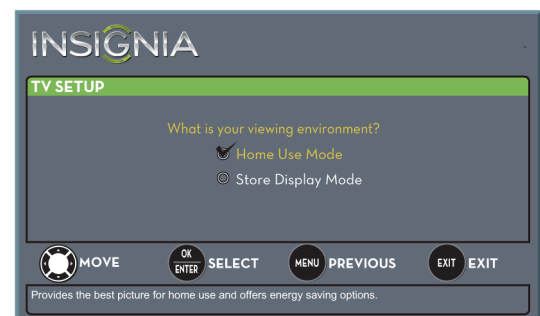 INSIGNIA
TV SETUP
What is your viewing environment?
Home Use Mode
Store Display Mode
MOVE OK ENTER SELECT MENU PREVIOUS EXIT EXIT
Provides the best picture for home use and offers energy saving options.